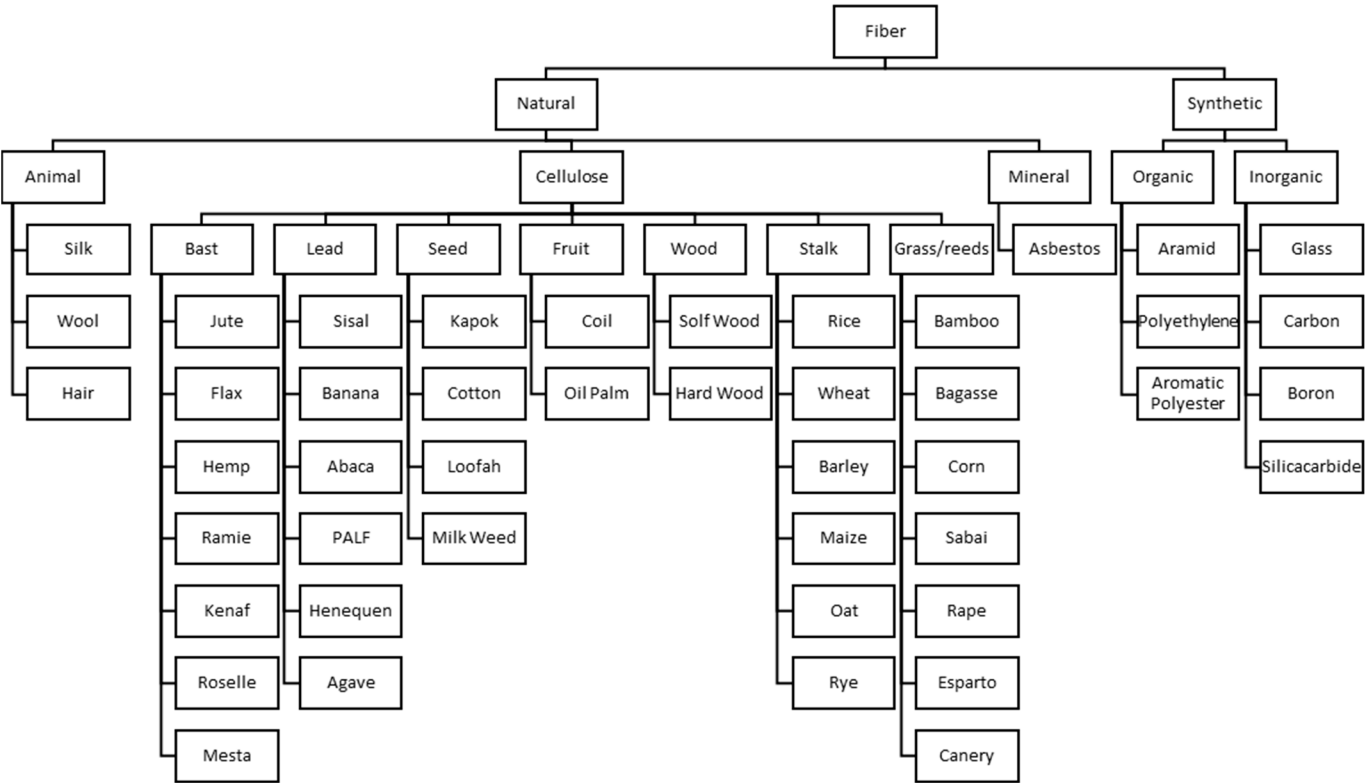 Fiber
Natural
Synthetic
Animal
Cellulose
Mineral
Organic
Inorganic
Silk
Bast
Lead
Seed
Fruit
Wood
Stalk
Grass/reeds
Asbestos
Aramid
Glass
Wool
Jute
Sisal
Kapok
Coil
Solf Wood
Rice
Bamboo
Polyethylene
Carbon
Hair
Flax
Banana
Cotton
Oil Palm
Hard Wood
Wheat
Bagasse
Aromatic
Polyester
Boron
Hemp
Abaca
Loofah
Barley
Corn
Silicacarbide
Ramie
PALF
Milk Weed
Maize
Sabai
Kenaf
Henequen
Oat
Rape
Roselle
Agave
Rye
Esparto
Mesta
Canery